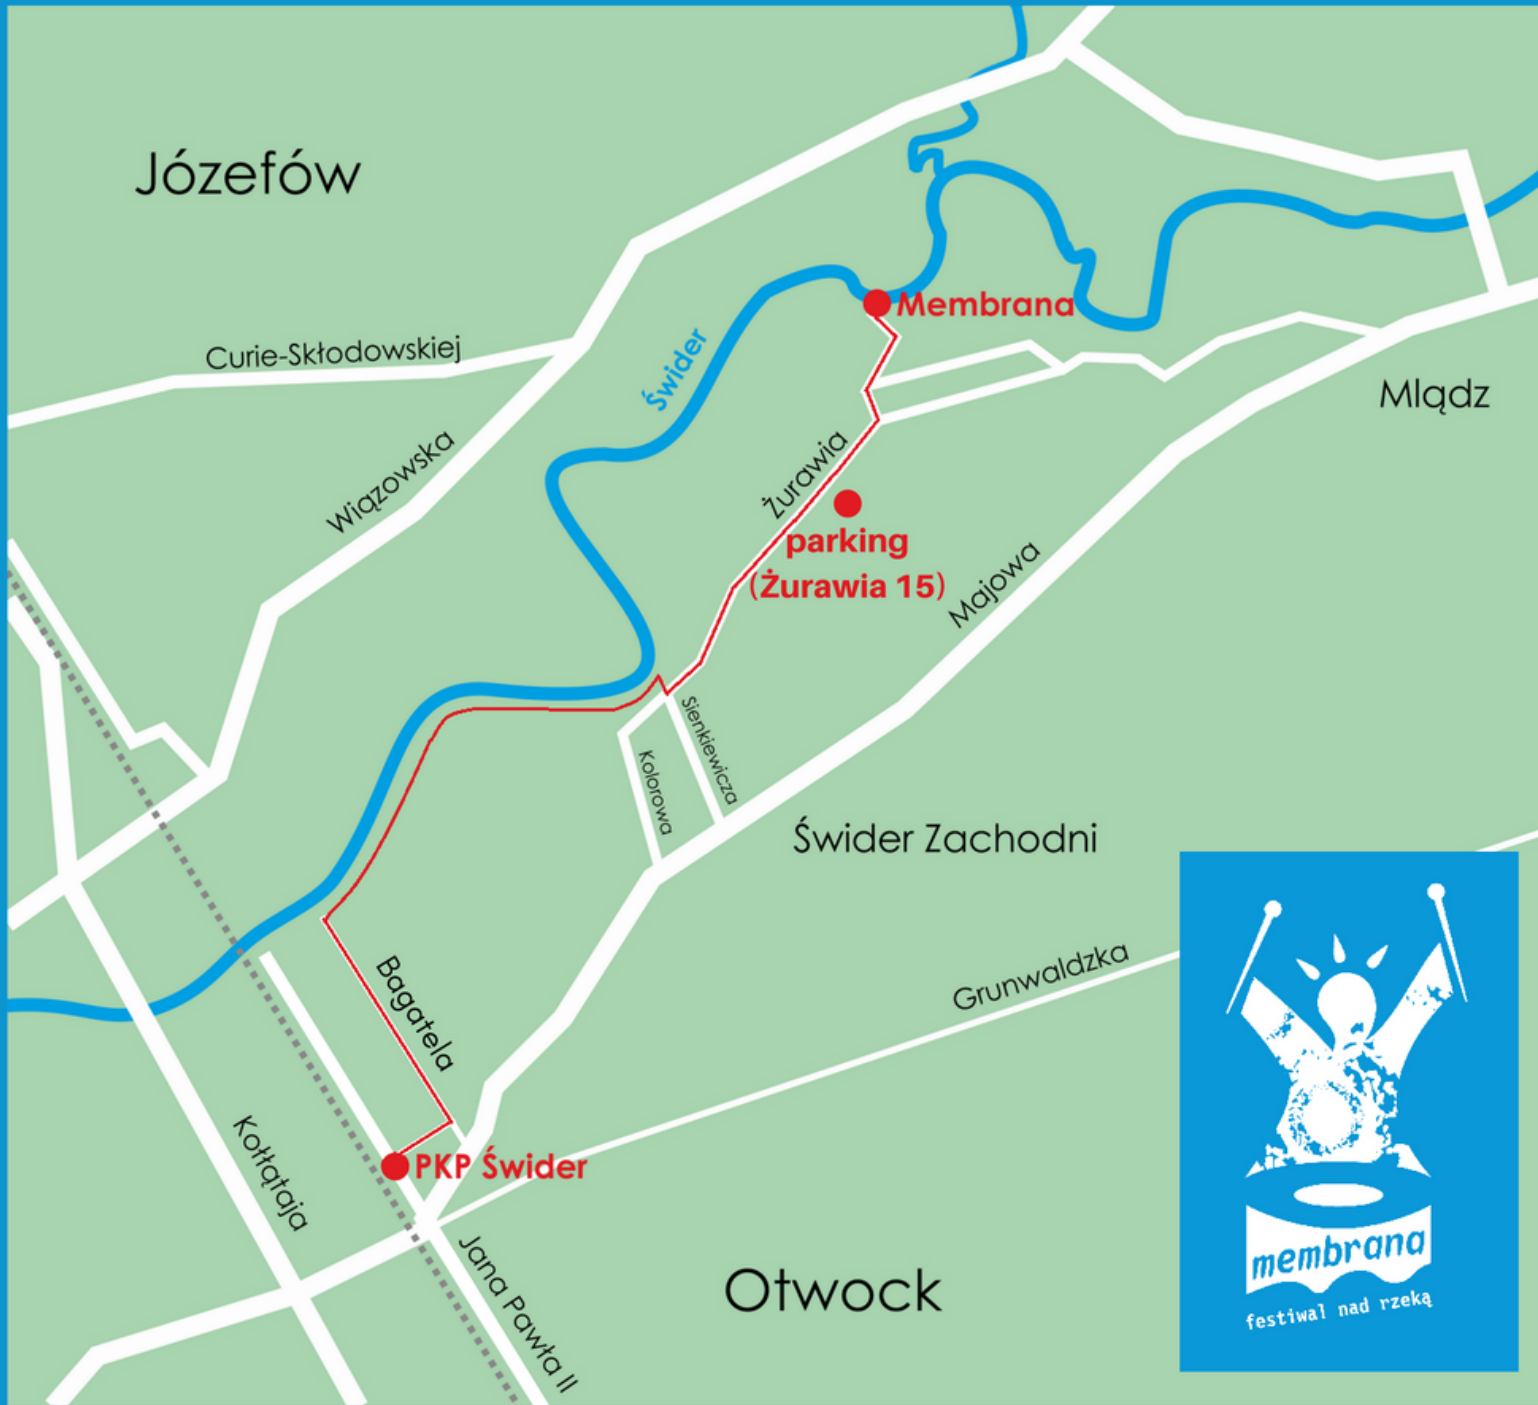 Józefów
Membrana
Świder
Curie-Skłodowskiej
Mlądz
Wiązowska
Żurawia
parking
(Żurawia 15)
Majowa
Sienkiewicza
Kolorowa
Świder Zachodni
Grunwaldzka
Bagatela
Kołłątaja
PKP Świder
Jana Pawła II
Otwock
membrana
festiwal nad rzeką